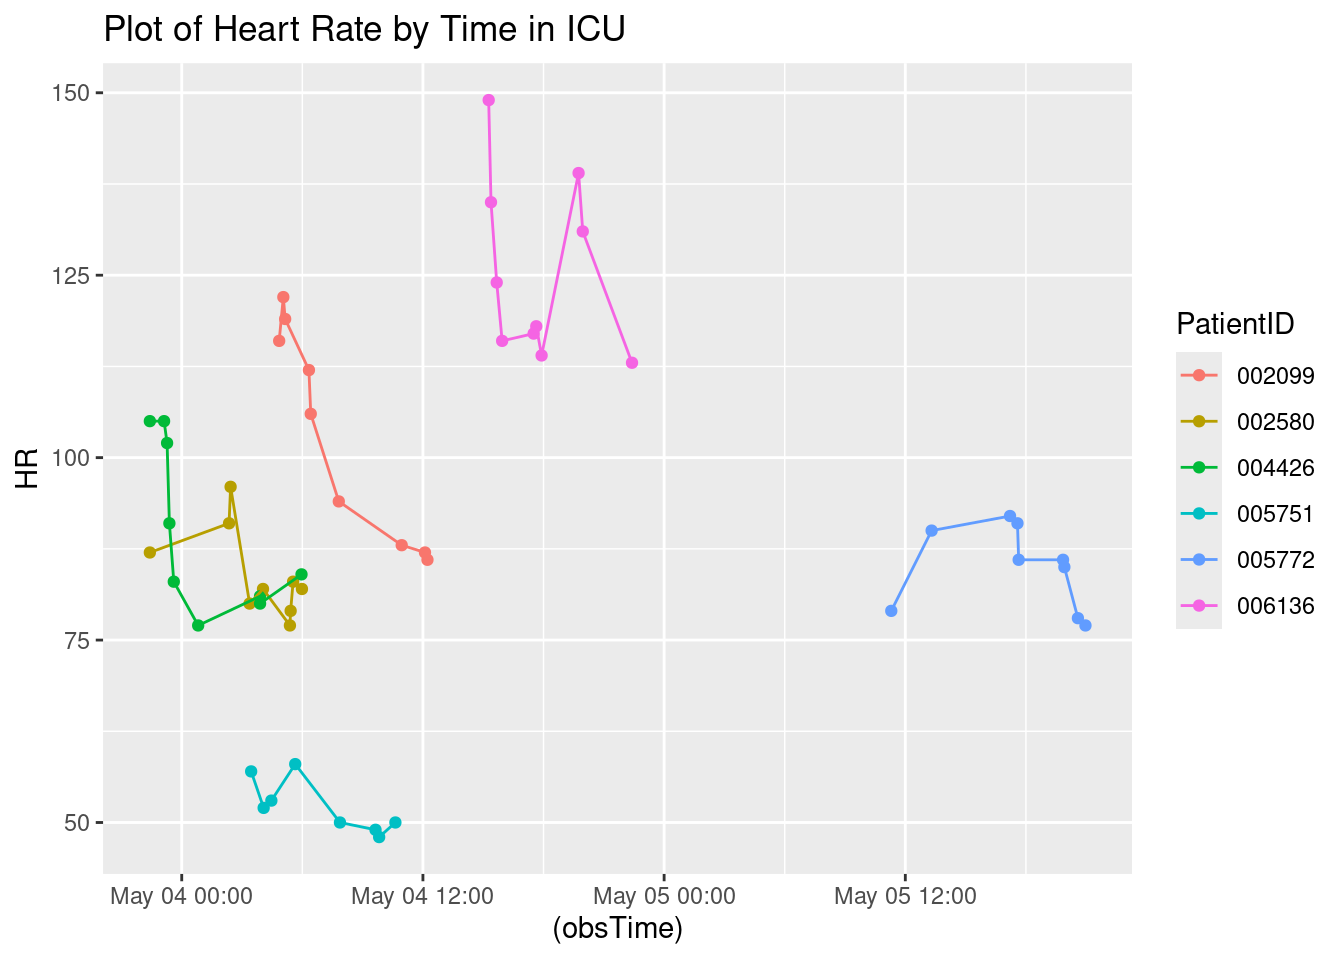 Plot of Heart Rate by Time in ICU
150
125
100
75
50
HR
May 04 00:00
May 04 12:00
May 05 00:00
May 05 12:00
(obsTime)
PatientID
002099
002580
004426
005751
005772
006136